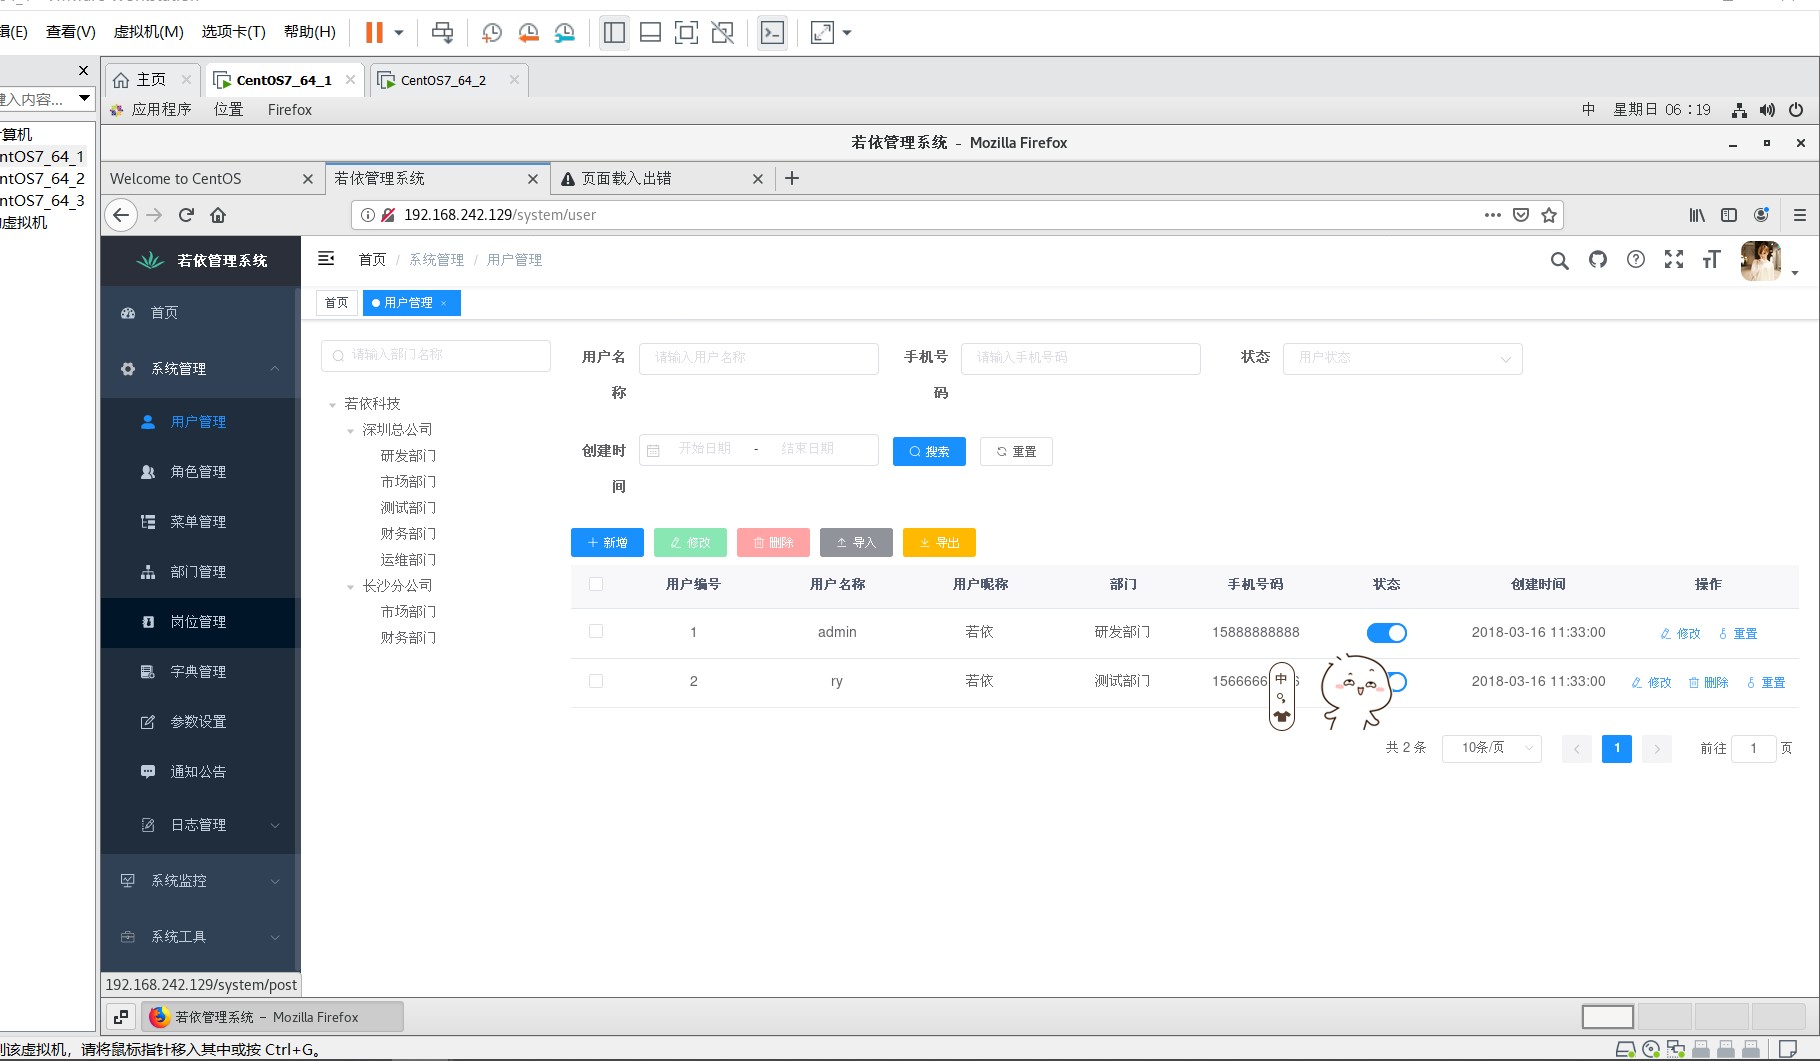 查看(V) 虚拟机(M) 选项卡(T) 帮助(H)
主页 CentOS7_64_1 CentOS7_64_2
键入内容...
应用程序 位置 Firefox 中 星期日 06：19
计算机
ntOS7_64_1
ntOS7_64_2
ntOS7_64_3
虚拟机
若依管理系统 - Mozilla Firefox
Welcome to CentOS 若依管理系统 页面载入出错
192.168.242.129/system/user
若依管理系统
首页 / 系统管理 / 用户管理
首页 用户管理
首页
系统管理
用户管理
角色管理
菜单管理
部门管理
岗位管理
字典管理
参数设置
通知公告
日志管理
系统监控
系统工具
请输入部门名称
若依科技
深圳总公司
研发部门
市场部门
测试部门
财务部门
运维部门
长沙分公司
市场部门
财务部门
用户名称 请输入用户名称 手机号码 请输入手机号码 状态 用户状态
创建时间 开始日期 - 结束日期 搜索 重置
新增 修改 删除 导入 导出
用户编号 用户名称 用户昵称 部门 手机号码 状态 创建时间 操作
1 admin 若依 研发部门 15888888888 2018-03-16 11:33:00 修改 重置
2 ry 若依 测试部门 1566666 6 2018-03-16 11:33:00 修改 删除 重置
中
共 2 条 10条/页 1 前往 1 页
192.168.242.129/system/post
若依管理系统 - Mozilla Firefox
到该虚拟机，请将鼠标指针移入其中或按 Ctrl+G。